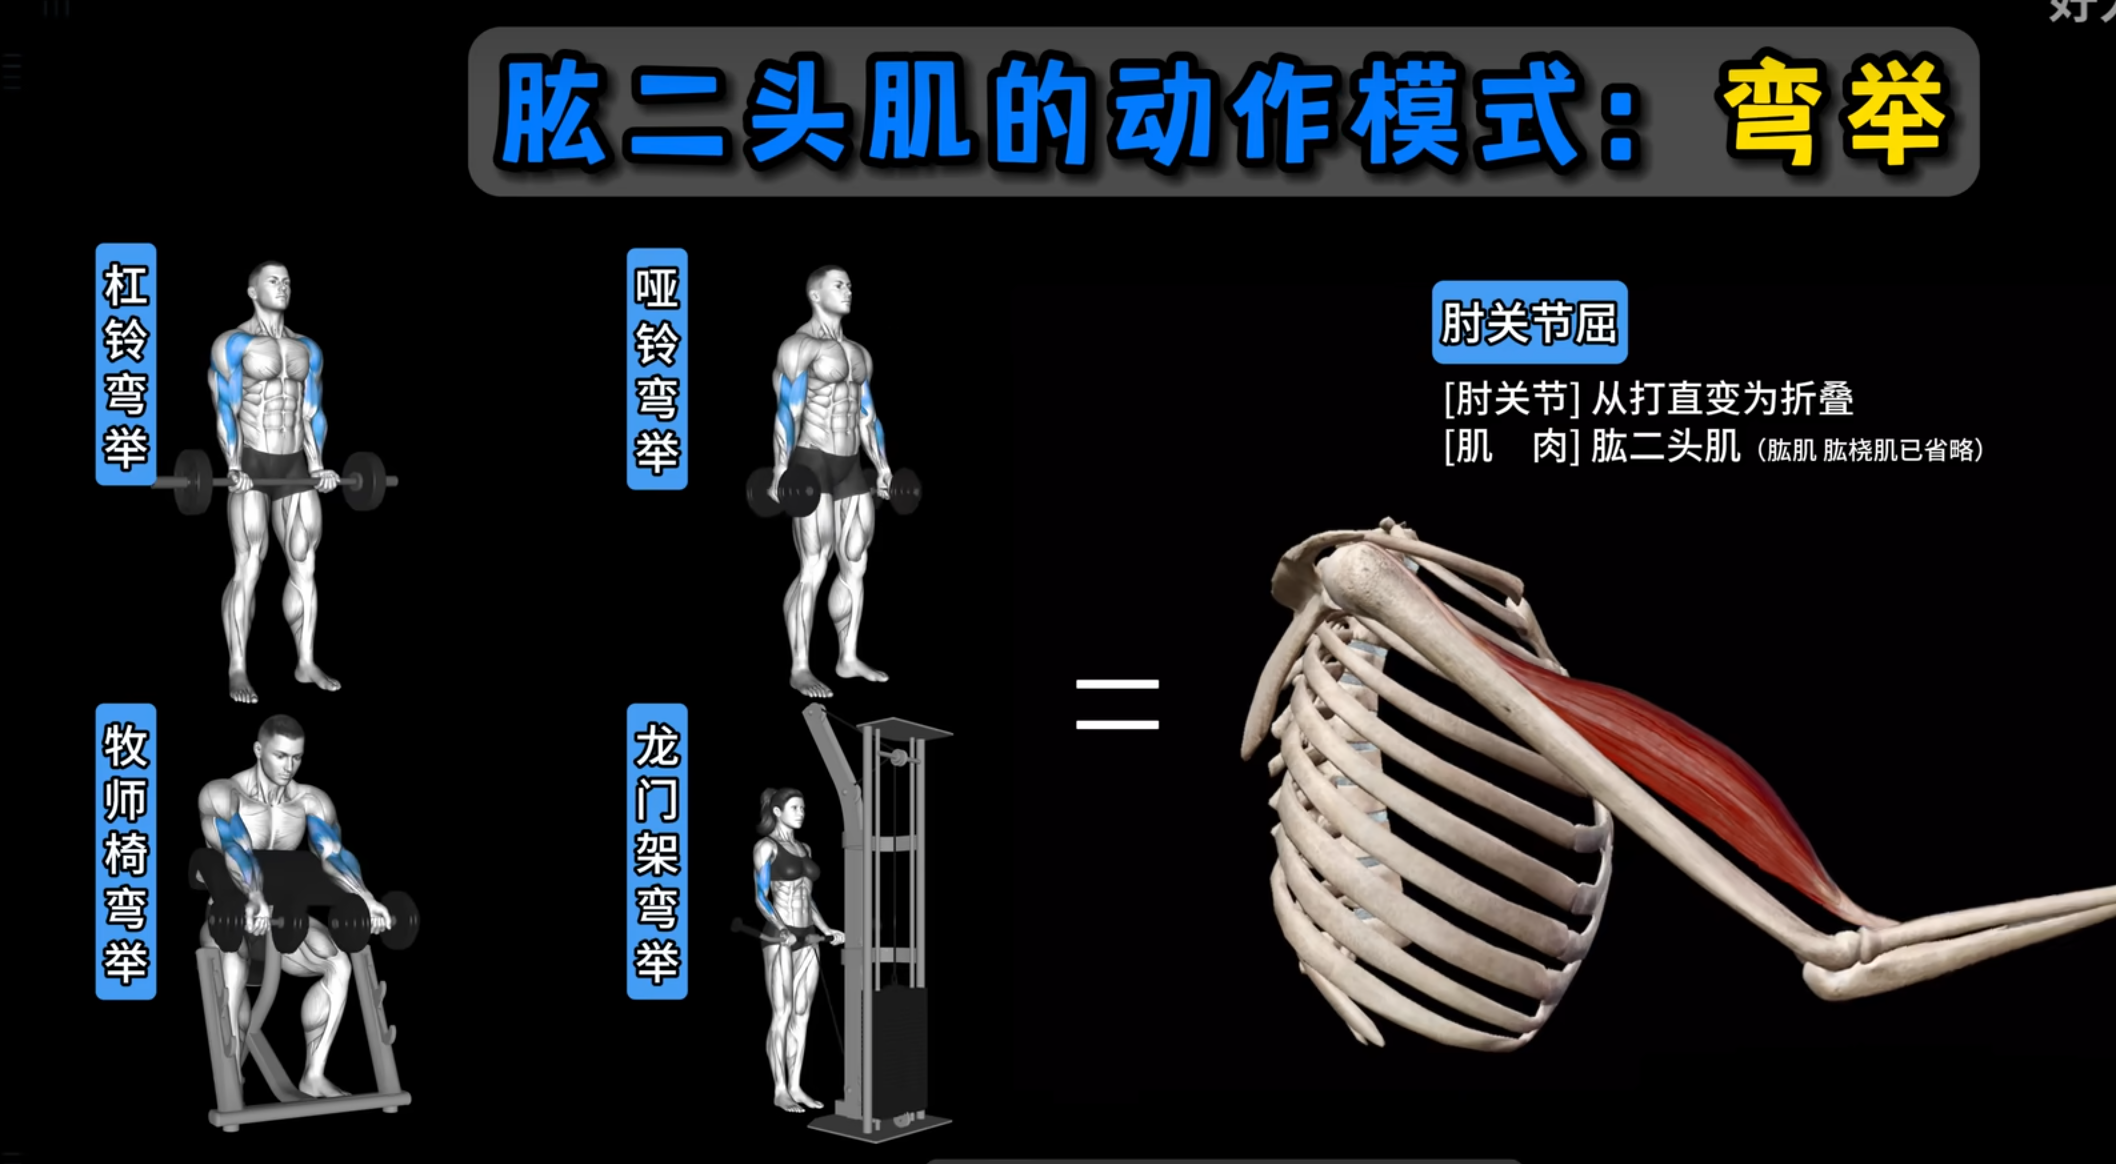 好
肱二头肌的动作模式：弯举
杠铃弯举
哑铃弯举
牧师椅弯举
龙门架弯举
=
肘关节屈
[肘关节] 从打直变为折叠
[肌　肉] 肱二头肌（肱肌 肱桡肌已省略）